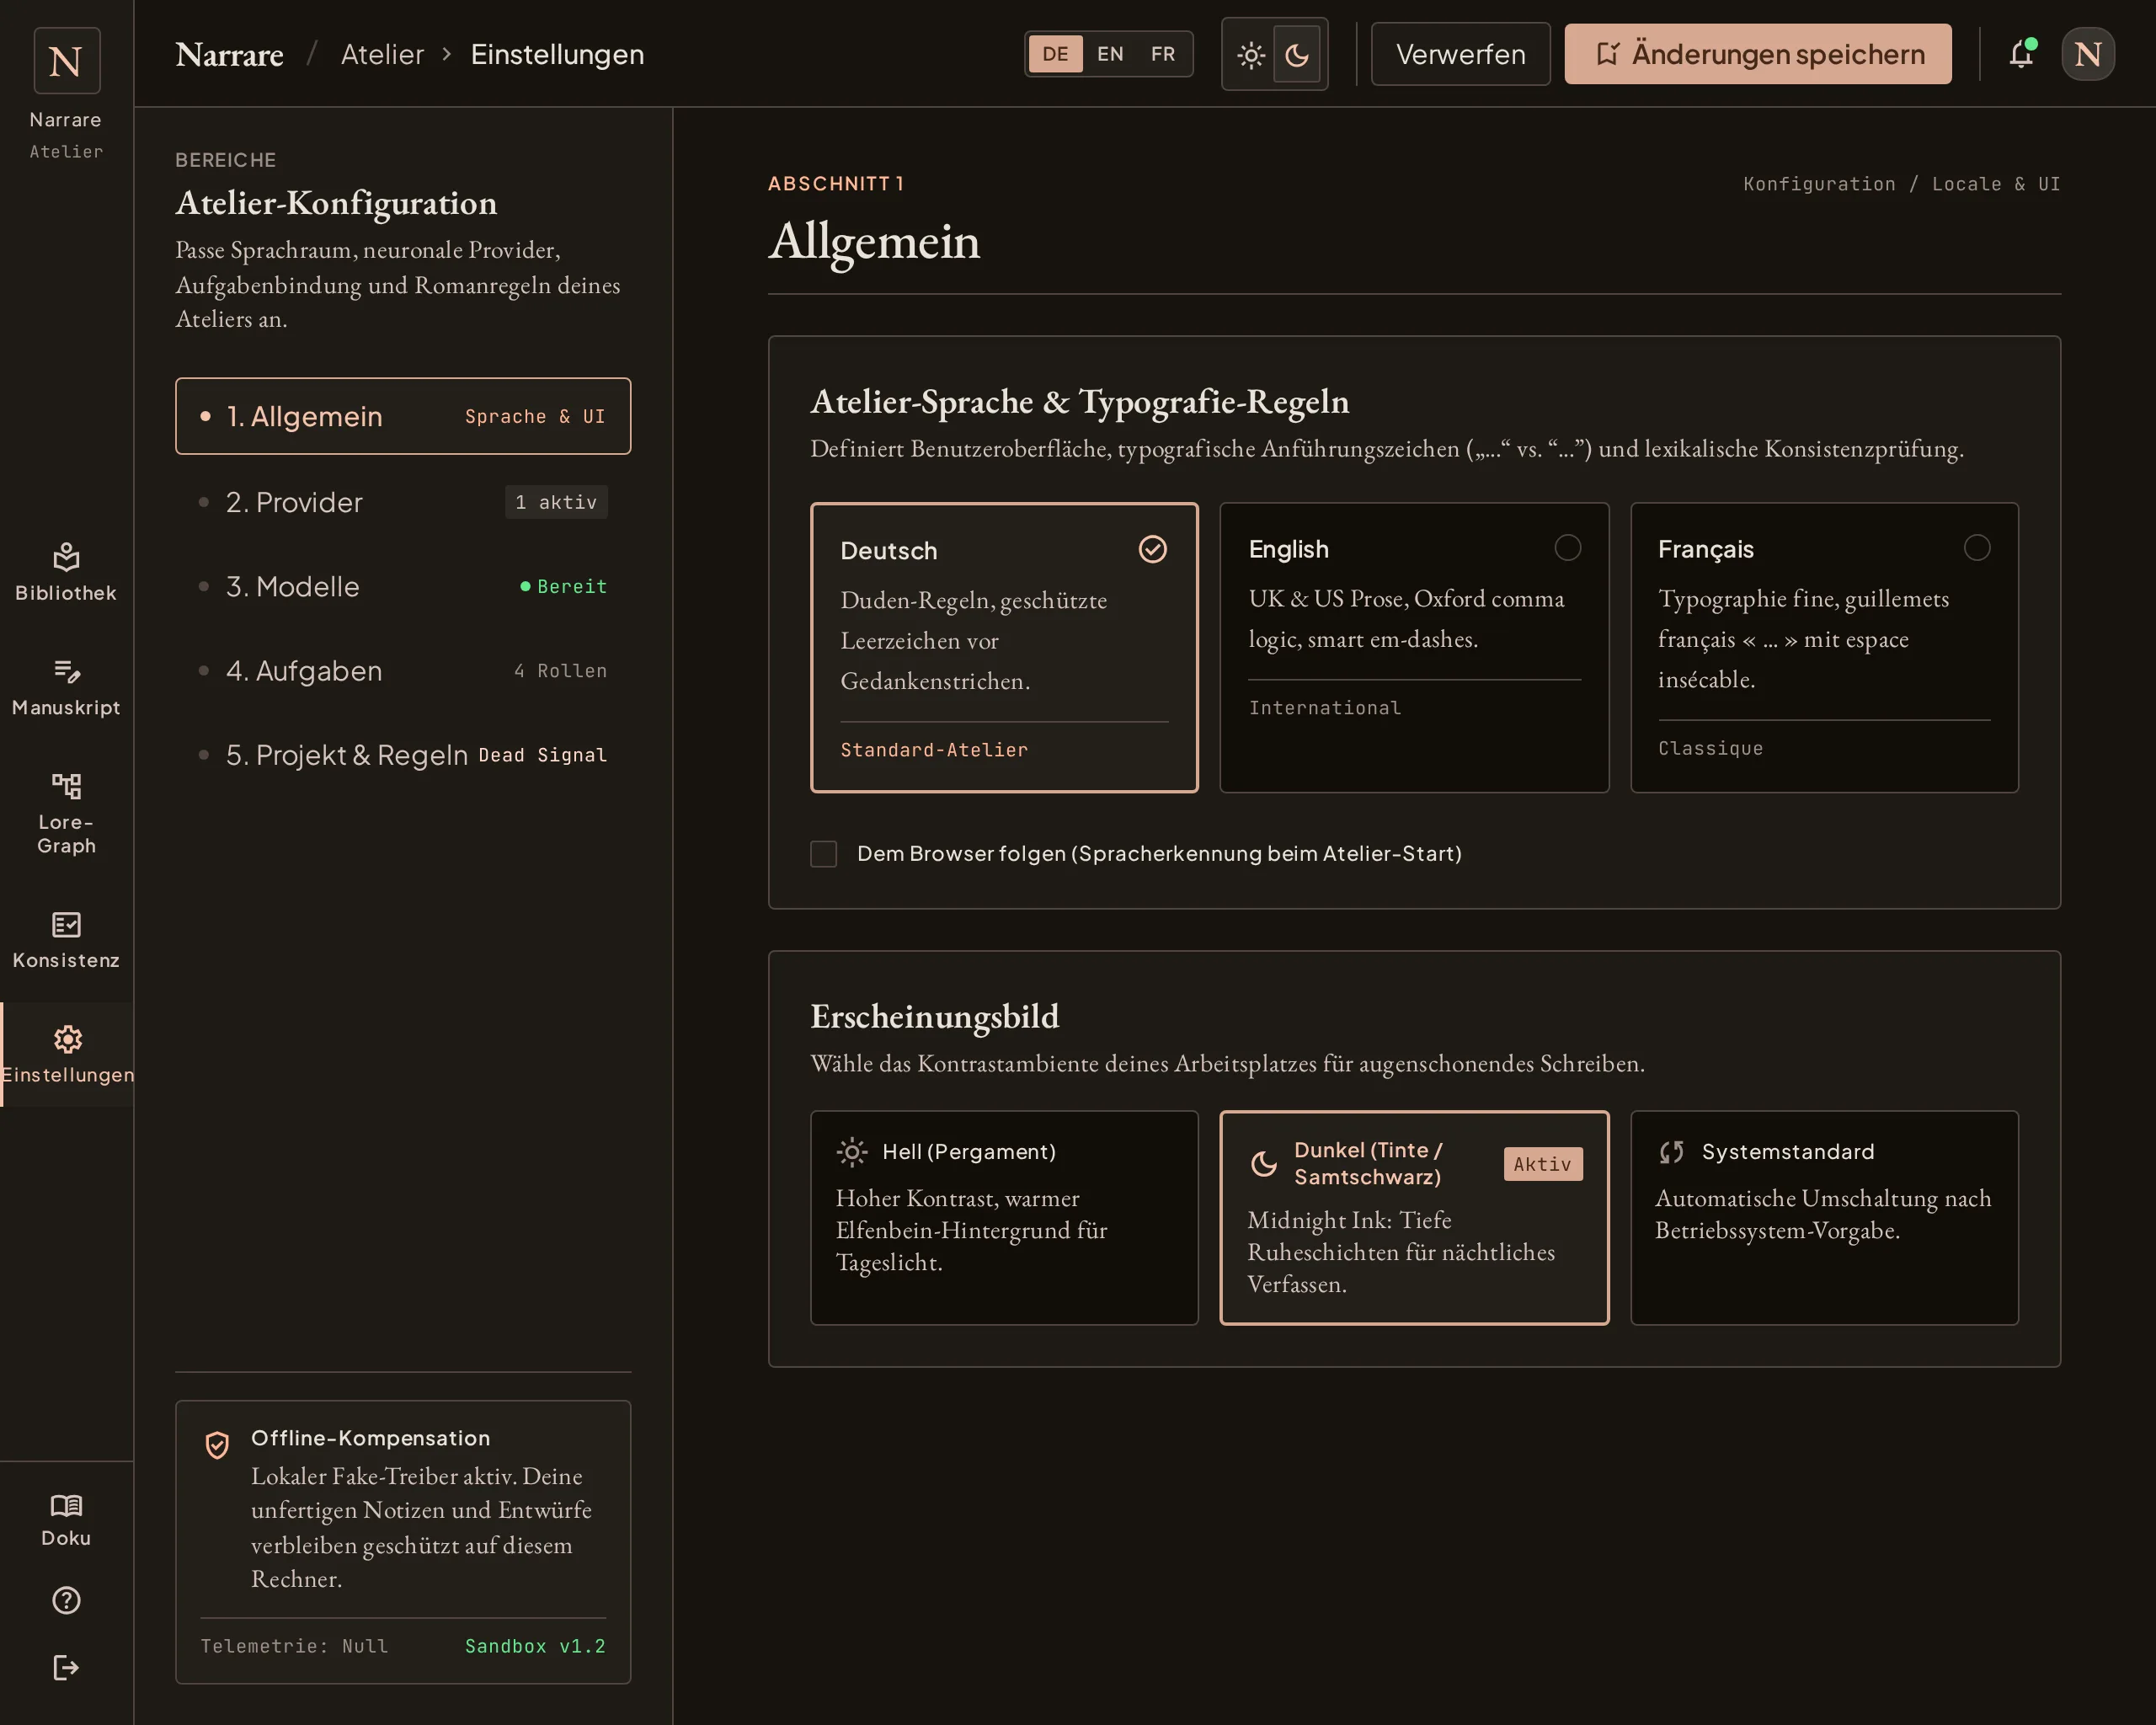 N
Narrare
Atelier
Bibliothek
Manuskript
Lore-
Graph
Konsistenz
Einstellungen
Doku
Narrare / Atelier › Einstellungen
DE EN FR
Verwerfen
Änderungen speichern
N
BEREICHE
Atelier-Konfiguration
Passe Sprachraum, neuronale Provider,
Aufgabenbindung und Romanregeln deines
Ateliers an.
1. Allgemein Sprache & UI
2. Provider 1 aktiv
3. Modelle Bereit
4. Aufgaben 4 Rollen
5. Projekt & Regeln Dead Signal
Offline-Kompensation
Lokaler Fake-Treiber aktiv. Deine
unfertigen Notizen und Entwürfe
verbleiben geschützt auf diesem
Rechner.
Telemetrie: Null Sandbox v1.2
ABSCHNITT 1
Konfiguration / Locale & UI
Allgemein
Atelier-Sprache & Typografie-Regeln
Definiert Benutzeroberfläche, typografische Anführungszeichen („...“ vs. “...”) und lexikalische Konsistenzprüfung.
Deutsch
Duden-Regeln, geschützte
Leerzeichen vor
Gedankenstrichen.
Standard-Atelier
English
UK & US Prose, Oxford comma
logic, smart em-dashes.
International
Français
Typographie fine, guillemets
français « ... » mit espace
insécable.
Classique
Dem Browser folgen (Spracherkennung beim Atelier-Start)
Erscheinungsbild
Wähle das Kontrastambiente deines Arbeitsplatzes für augenschonendes Schreiben.
Hell (Pergament)
Hoher Kontrast, warmer
Elfenbein-Hintergrund für
Tageslicht.
Dunkel (Tinte /
Samtschwarz)
Aktiv
Midnight Ink: Tiefe
Ruheschichten für nächtliches
Verfassen.
Systemstandard
Automatische Umschaltung nach
Betriebssystem-Vorgabe.